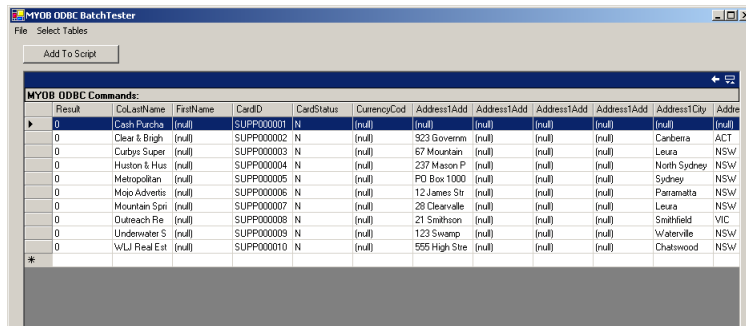 MYOB ODBC BatchTester
File Select Tables
Add To Script
MYOB ODBC Commands:
Result CoLastName FirstName CardID CardStatus CurrencyCod Address1Add Address1Add Address1Add Address1Add Address1City Addre
0 Cash Purcha (null) SUPP000001 N (null) (null) (null) (null) (null) (null) (null)
0 Clear & Brigh (null) SUPP000002 N (null) 923 Governm (null) (null) (null) Canberra ACT
0 Curbys Super (null) SUPP000003 N (null) 67 Mountain (null) (null) (null) Leura NSW
0 Huston & Hus (null) SUPP000004 N (null) 237 Mason P (null) (null) (null) North Sydney NSW
0 Metropolitan (null) SUPP000005 N (null) PO Box 1000 (null) (null) (null) Sydney NSW
0 Mojo Advertis (null) SUPP000006 N (null) 12 James Str (null) (null) (null) Parramatta NSW
0 Mountain Spri (null) SUPP000007 N (null) 28 Clearvalle (null) (null) (null) Leura NSW
0 Outreach Re (null) SUPP000008 N (null) 21 Smithson (null) (null) (null) Smithfield VIC
0 Underwater S (null) SUPP000009 N (null) 123 Swamp (null) (null) (null) Waterville NSW
0 WLJ Real Est (null) SUPP000010 N (null) 555 High Stre (null) (null) (null) Chatswood NSW